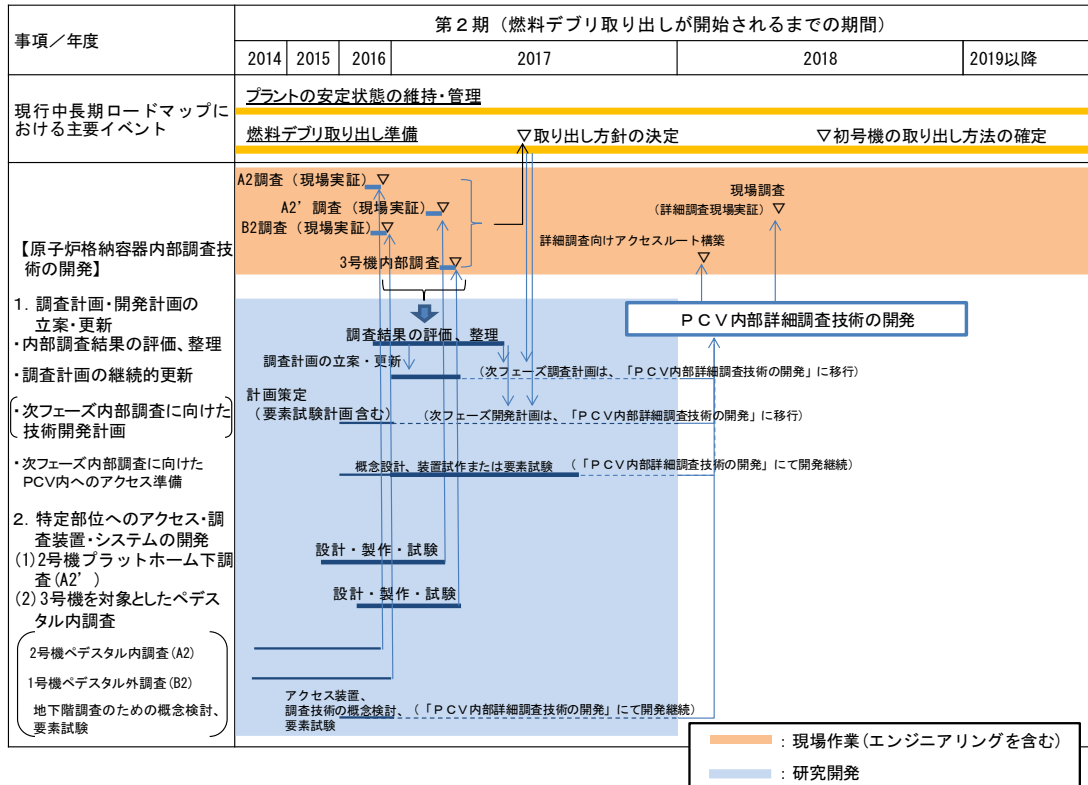 事項／年度
第２期（燃料デブリ取り出しが開始されるまでの期間）
2014
2015
2016
2017
2018
2019以降
現行中長期ロードマップに
おける主要イベント
プラントの安定状態の維持・管理
燃料デブリ取り出し準備
▽取り出し方針の決定
▽初号機の取出し方法の確定
A2調査（現場実証）▽
A2’調査（現場実証）▽
B2調査（現場実証）▽
3号機内部調査 ▽
現場調査
（詳細調査現場実証）▽
詳細調査向けアクセスルート構築
▽
【原子炉格納容器内部調査技
術の開発】
１．調査計画・開発計画の
立案・更新
・内部調査結果の評価、整理
・調査計画の継続的更新
・次フェーズ内部調査に向けた
技術開発計画
・次フェーズ内部調査に向けた
PCV内へのアクセス準備
ＰＣＶ内部詳細調査技術の開発
調査結果の評価、整理
調査計画の立案・更新
（次フェーズ調査計画は、「ＰＣＶ内部詳細調査技術の開発」に移行）
計画策定
（要素試験計画含む）
（次フェーズ開発計画は、「ＰＣＶ内部詳細調査技術の開発」に移行）
概念設計、装置試作または要素試験
（「ＰＣＶ内部詳細調査技術の開発」にて開発継続）
２．特定部位へのアクセス・調
査装置・システムの開発
(1)2号機プラットホーム下調
査(A2’)
(2)3号機を対象としたペデス
タル内調査
設計・製作・試験
設計・製作・試験
2号機ペデスタル内調査(A2)
1号機ペデスタル外調査(B2)
地下階調査のための概念検討、
要素試験
アクセス装置、
調査技術の概念検討、
要素試験
（「ＰＣＶ内部詳細調査技術の開発」にて開発継続）
：現場作業(エンジニアリングを含む)
：研究開発